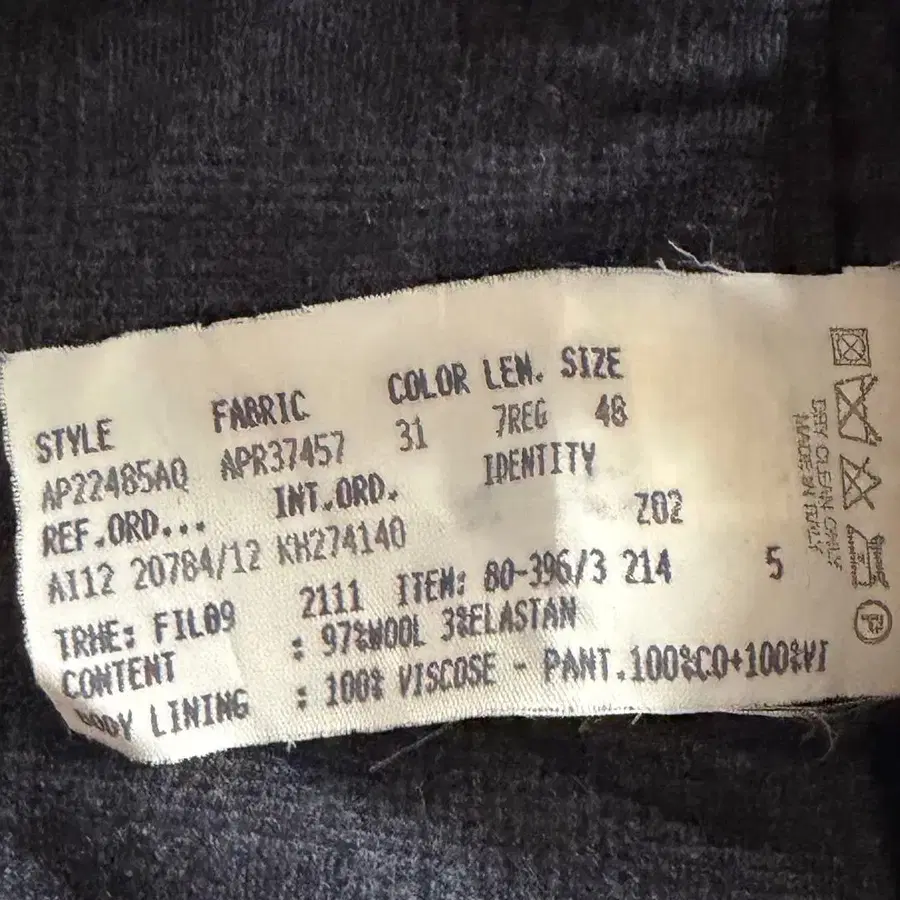 STYLE FABRIC COLOR LEN. SIZE
AP22485AQ APR37457 31 7REG 48
REF.ORD... INT.ORD. IDENTITY
AI12 20784/12 KH274140 Z02
TRHE: FIL09 2111 ITEM: 80-396/3 214 5
CONTENT : 97%WOOL 3%ELASTAN
BODY LINING : 100% VISCOSE - PANT.100%CO+100%VI
DRY CLEAN ONLY
MADE IN ITALY